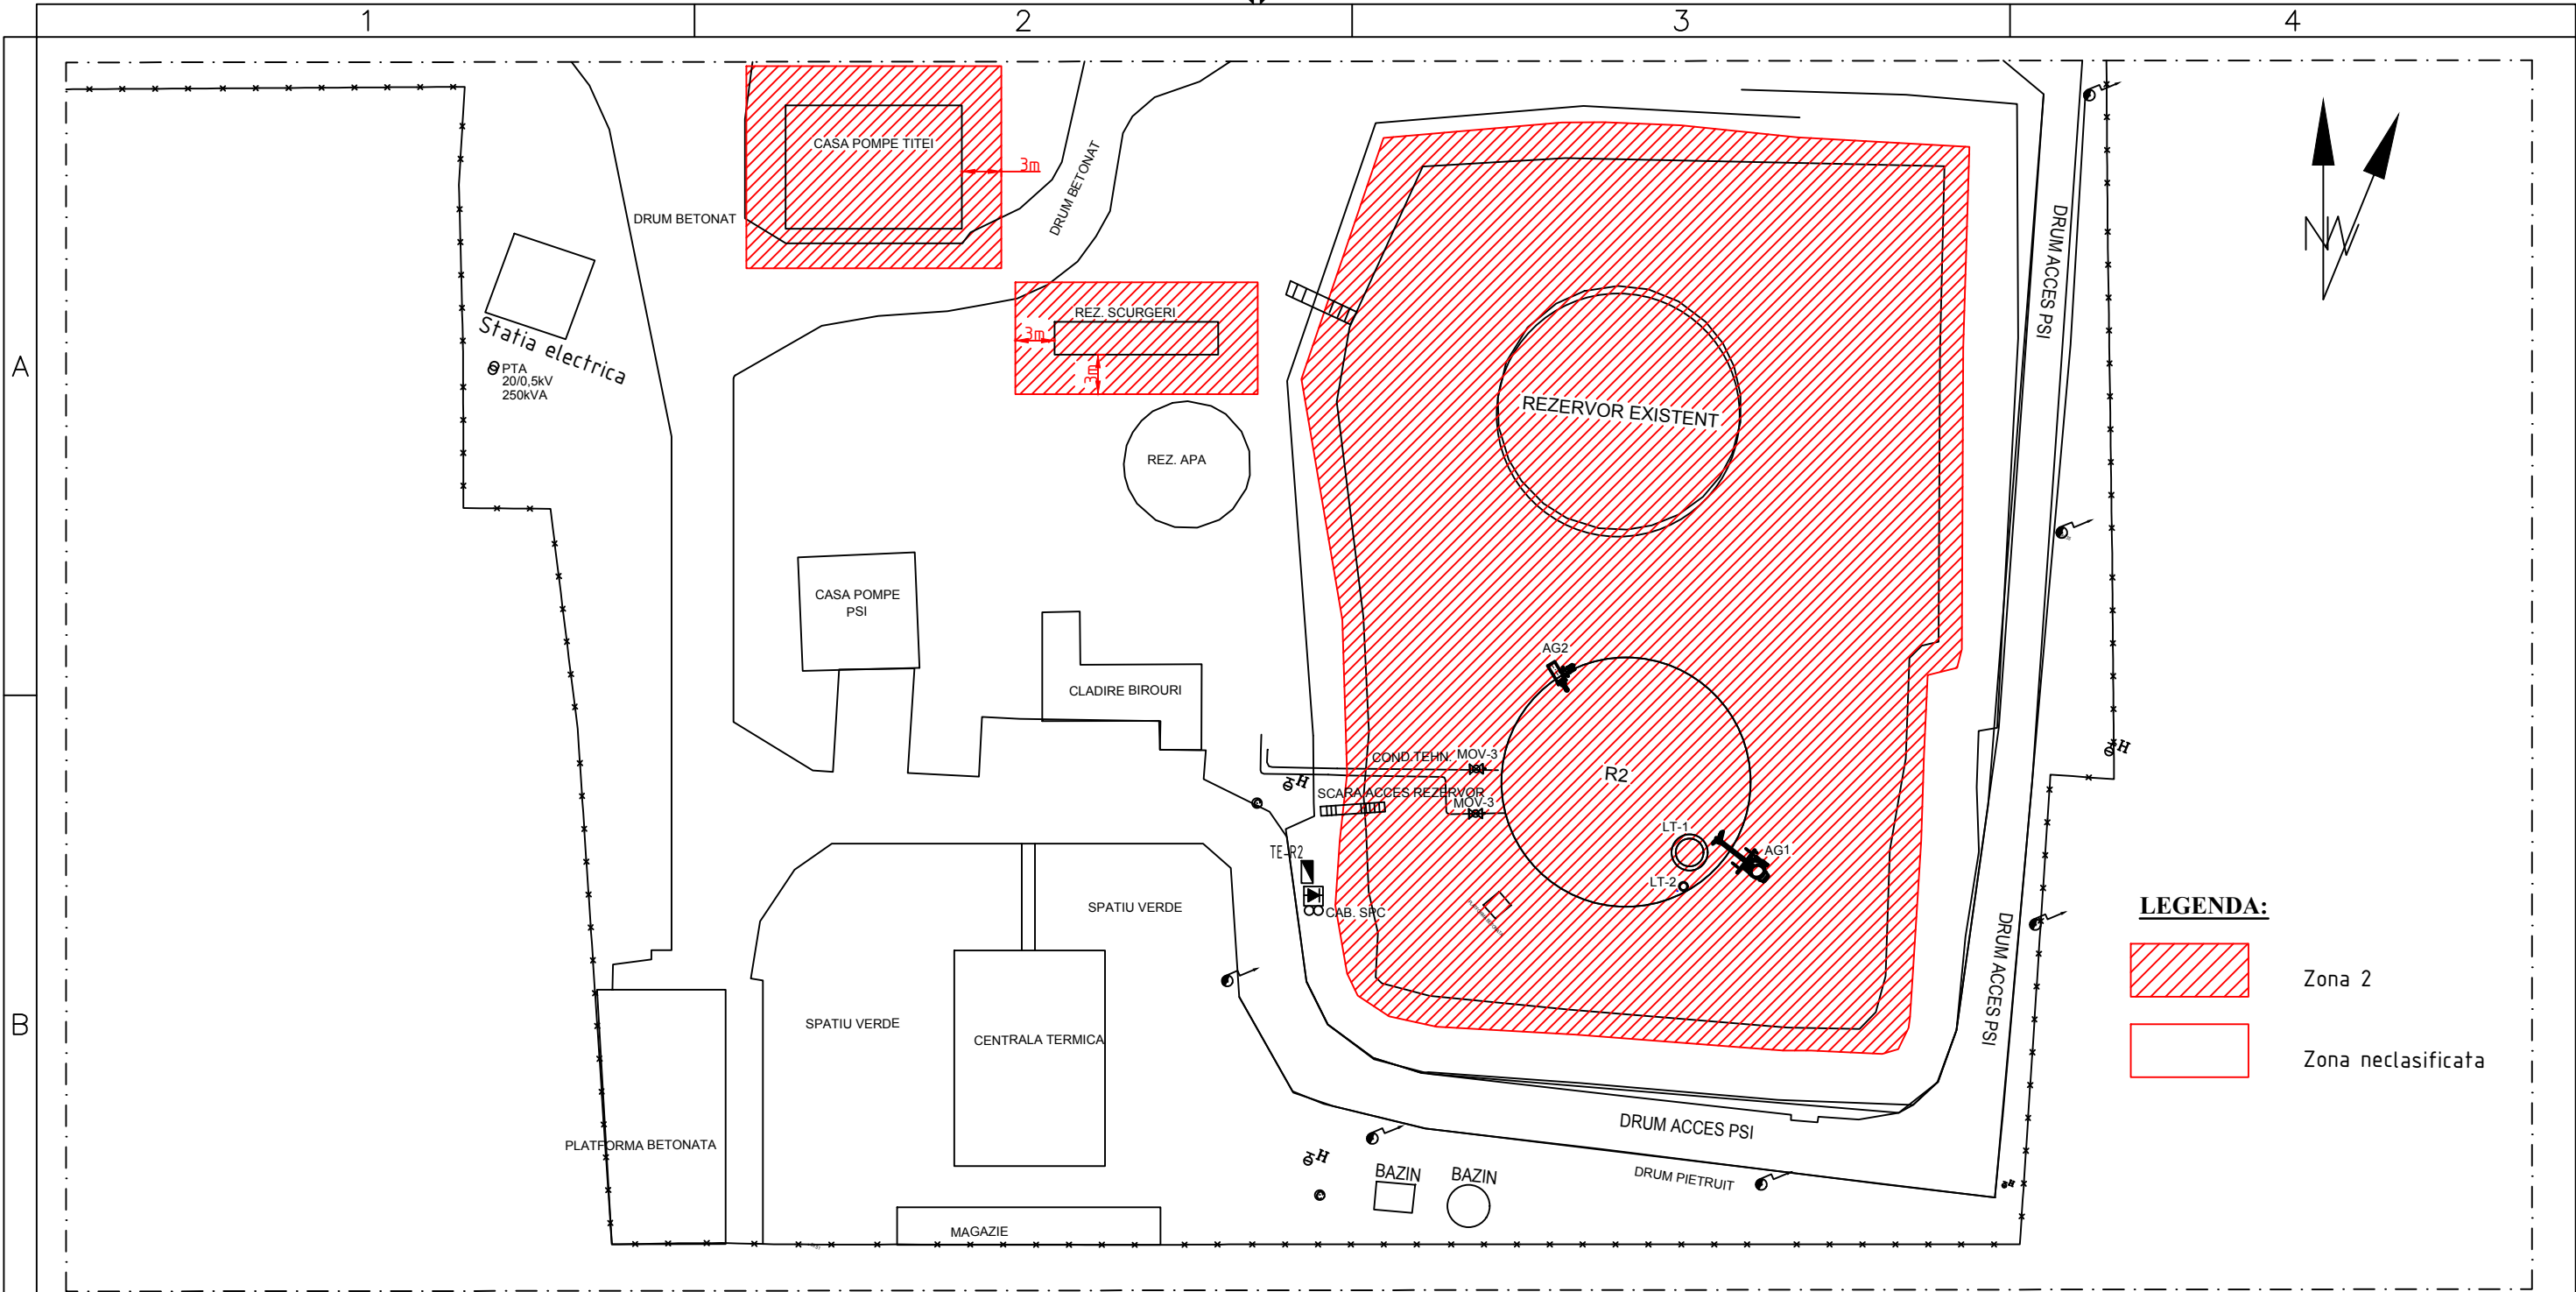 1
2
3
4
A
B
CASA POMPE TITEI
3m
DRUM BETONAT
DRUM BETONAT
REZ. SCURGERI
3m
3m
Statia electrica
PTA
20/0,5kV
250kVA
REZ. APA
REZERVOR EXISTENT
DRUM ACCES PSI
N
CASA POMPE
PSI
CLADIRE BIROURI
AG2
COND.TEHN.
MOV-3
R2
SCARA ACCES REZERVOR
MOV-3
H
H
LT-1
AG1
LT-2
TE-R2
CAB. SPC
SPATIU VERDE
SPATIU VERDE
CENTRALA TERMICA
PLATFORMA BETONATA
MAGAZIE
DRUM ACCES PSI
DRUM ACCES PSI
DRUM PIETRUIT
H
BAZIN
BAZIN
LEGENDA:
Zona 2
Zona neclasificata